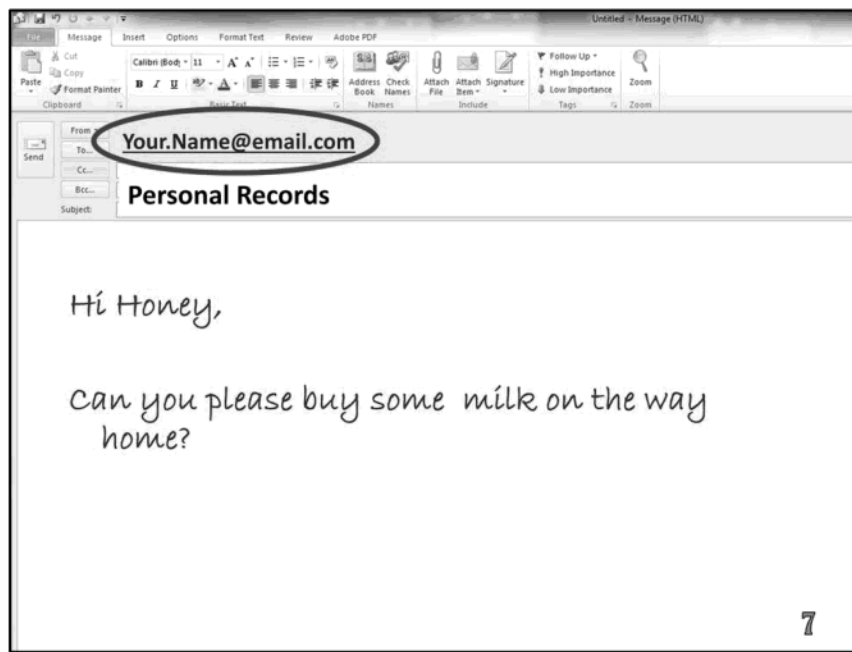 Untitled - Message (HTML)
File Message Insert Options Format Text Review Adobe PDF
Cut
Copy
Format Painter
Paste
Clipboard
Calibri (Body 11
B I U
Basic Text
Address Book
Check Names
Names
Attach File
Attach Item
Signature
Include
Follow Up
High Importance
Low Importance
Tags
Zoom
Zoom
Send
From
To...
Cc...
Bcc...
Subject:
Your.Name@email.com
Personal Records
Hi Honey,
Can you please buy some milk on the way
home?
7